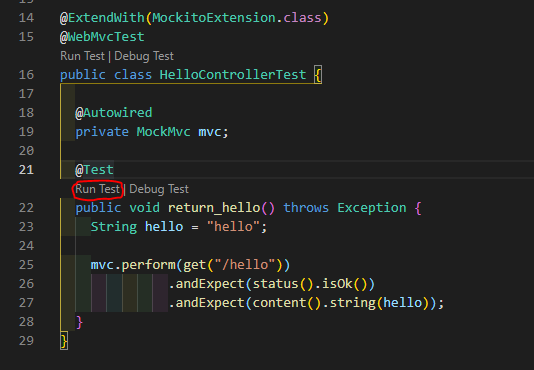 14 @ExtendWith(MockitoExtension.class)
15 @WebMvcTest
Run Test | Debug Test
16 public class HelloControllerTest {
17
18 @Autowired
19 private MockMvc mvc;
20
21 @Test
Run Test | Debug Test
22 public void return_hello() throws Exception {
23 String hello = "hello";
24
25 mvc.perform(get("/hello"))
26 .andExpect(status().isOk())
27 .andExpect(content().string(hello));
28 }
29 }